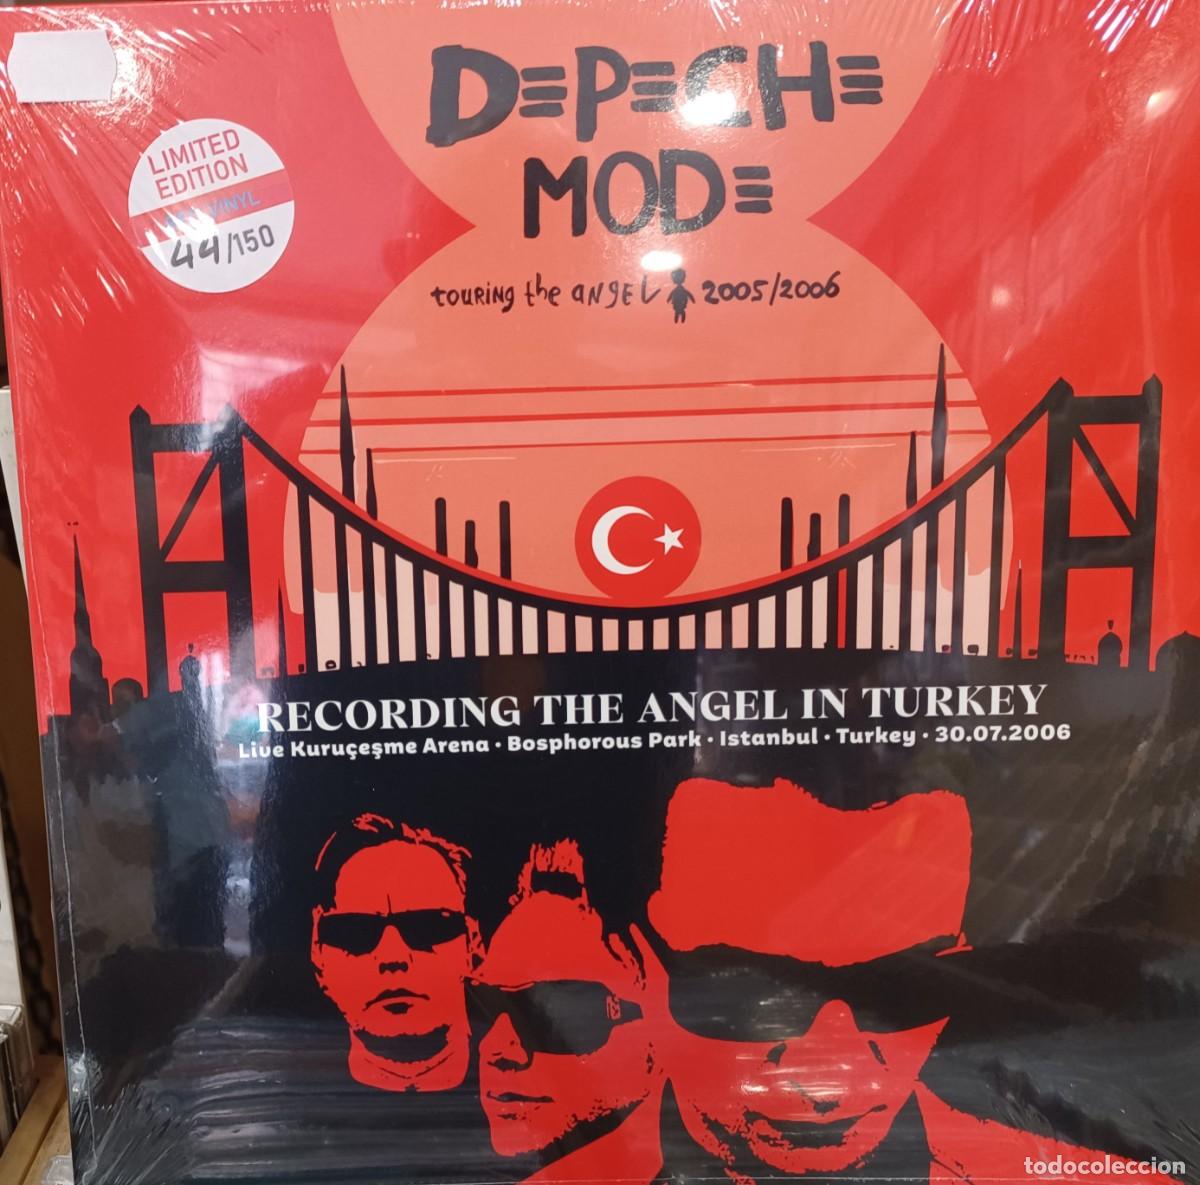 DEPECHE
MODE
LIMITED
EDITION
VINYL
44/150
touring the angel 2005/2006
RECORDING THE ANGEL IN TURKEY
Live Kuruçeşme Arena • Bosphorous Park • Istanbul • Turkey • 30.07.2006
todocoleccion